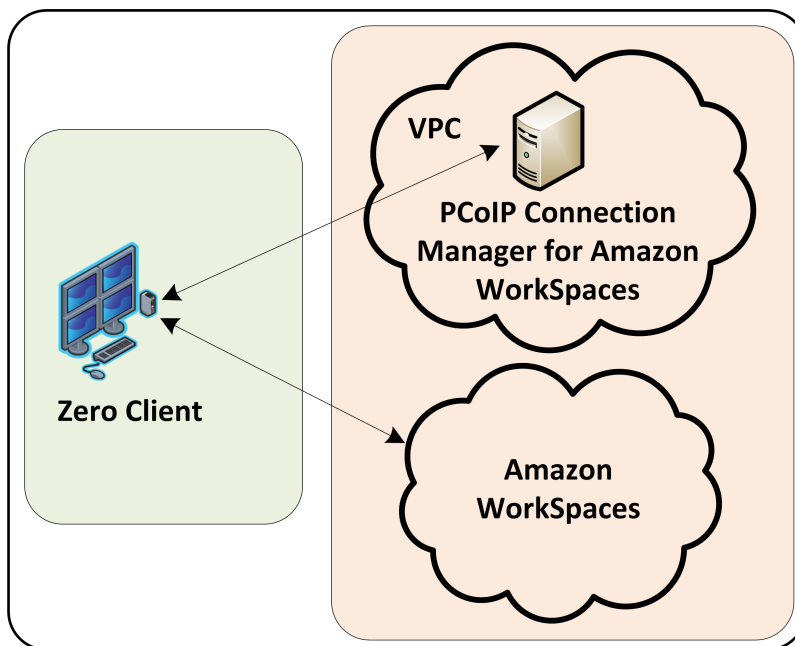 VPC
PCoIP Connection
Manager for Amazon
WorkSpaces
Zero Client
Amazon
WorkSpaces